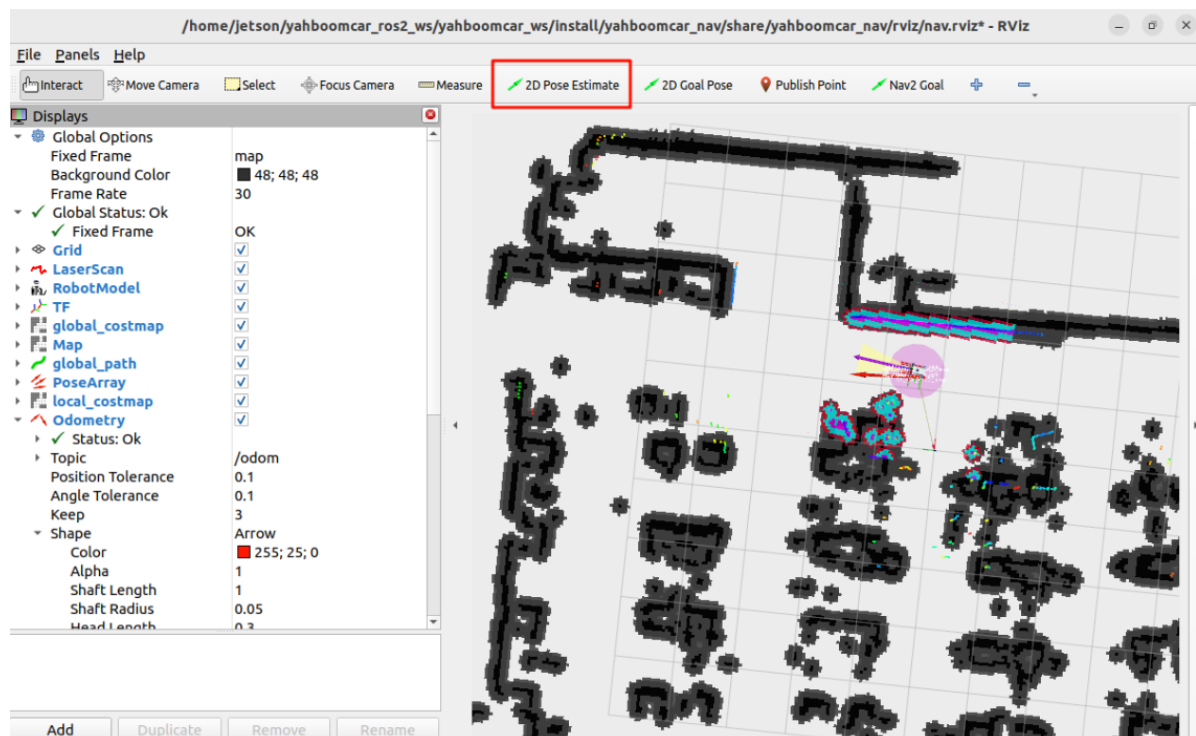 /home/jetson/yahboomcar_ros2_ws/yahboomcar_ws/install/yahboomcar_nav/share/yahboomcar_nav/rviz/nav.rviz* - RViz
File Panels Help
Interact Move Camera Select Focus Camera Measure 2D Pose Estimate 2D Goal Pose Publish Point Nav2 Goal
Displays
Global Options
Fixed Frame map
Background Color 48; 48; 48
Frame Rate 30
Global Status: Ok
Fixed Frame OK
Grid
LaserScan
RobotModel
TF
global_costmap
Map
global_path
PoseArray
local_costmap
Odometry
Status: Ok
Topic /odom
Position Tolerance 0.1
Angle Tolerance 0.1
Keep 3
Shape Arrow
Color 255; 25; 0
Alpha 1
Shaft Length 1
Shaft Radius 0.05
Head Length 0.3
Add Duplicate Remove Rename